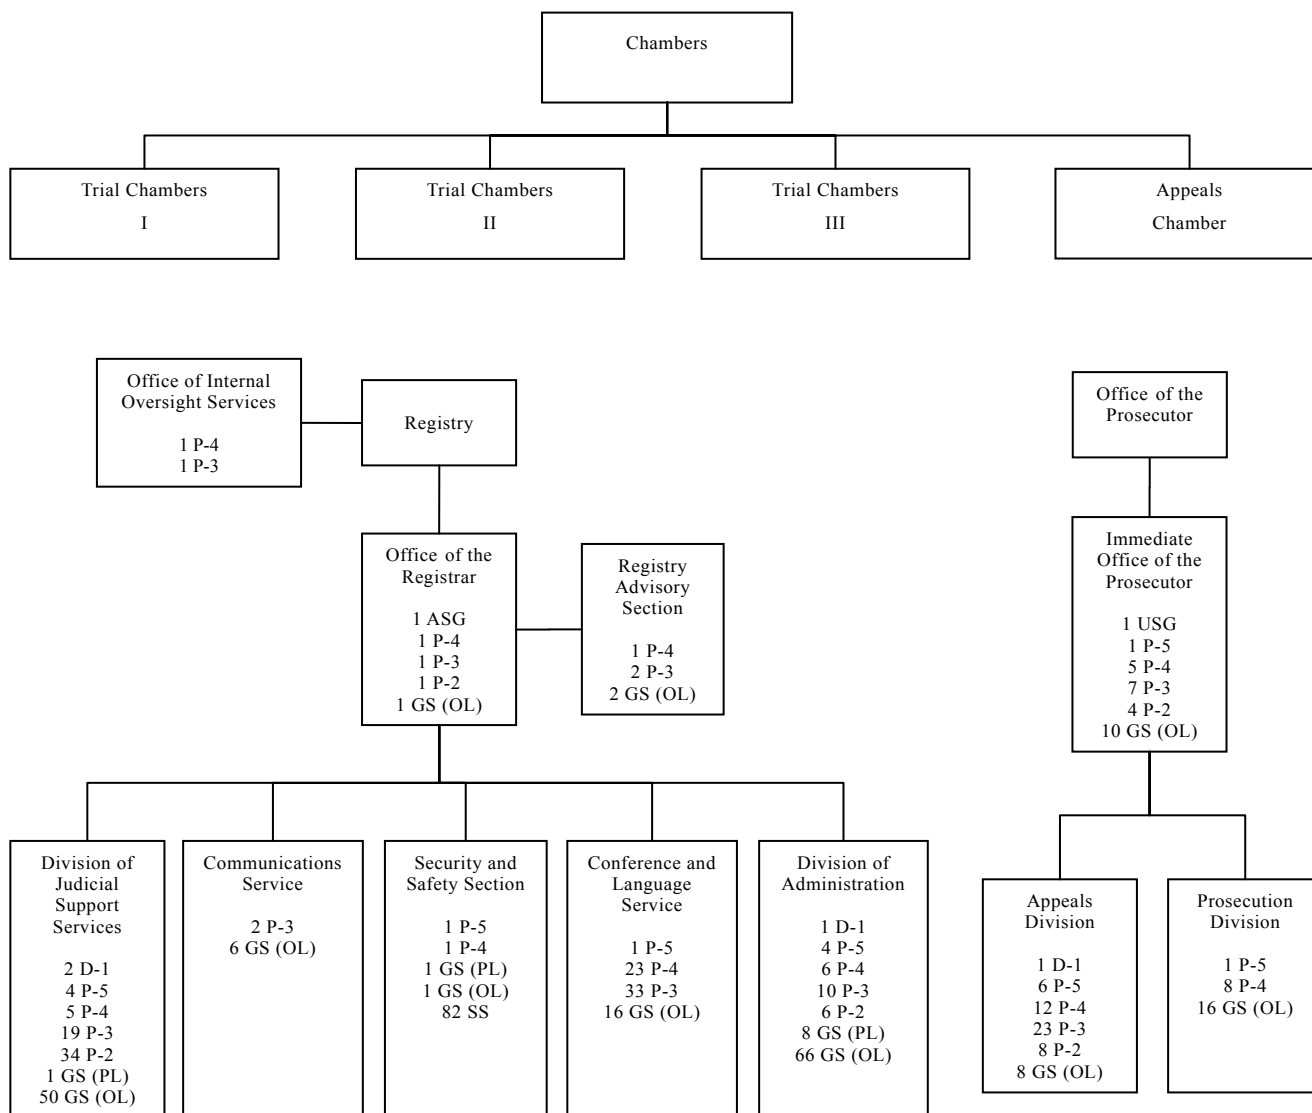 Chambers
Trial Chambers
I
Trial Chambers
II
Trial Chambers
III
Appeals
Chamber
Office of Internal
Oversight Services
1 P-4
1 P-3
Registry
Office of the
Prosecutor
Office of the
Registrar
1 ASG
1 P-4
1 P-3
1 P-2
1 GS (OL)
Registry
Advisory
Section
1 P-4
2 P-3
2 GS (OL)
Immediate
Office of the
Prosecutor
1 USG
1 P-5
5 P-4
7 P-3
4 P-2
10 GS (OL)
Division of
Judicial
Support
Services
2 D-1
4 P-5
5 P-4
19 P-3
34 P-2
1 GS (PL)
50 GS (OL)
Communications
Service
2 P-3
6 GS (OL)
Security and
Safety Section
1 P-5
1 P-4
1 GS (PL)
1 GS (OL)
82 SS
Conference and
Language
Service
1 P-5
23 P-4
33 P-3
16 GS (OL)
Division of
Administration
1 D-1
4 P-5
6 P-4
10 P-3
6 P-2
8 GS (PL)
66 GS (OL)
Appeals
Division
1 D-1
6 P-5
12 P-4
23 P-3
8 P-2
8 GS (OL)
Prosecution
Division
1 P-5
8 P-4
16 GS (OL)